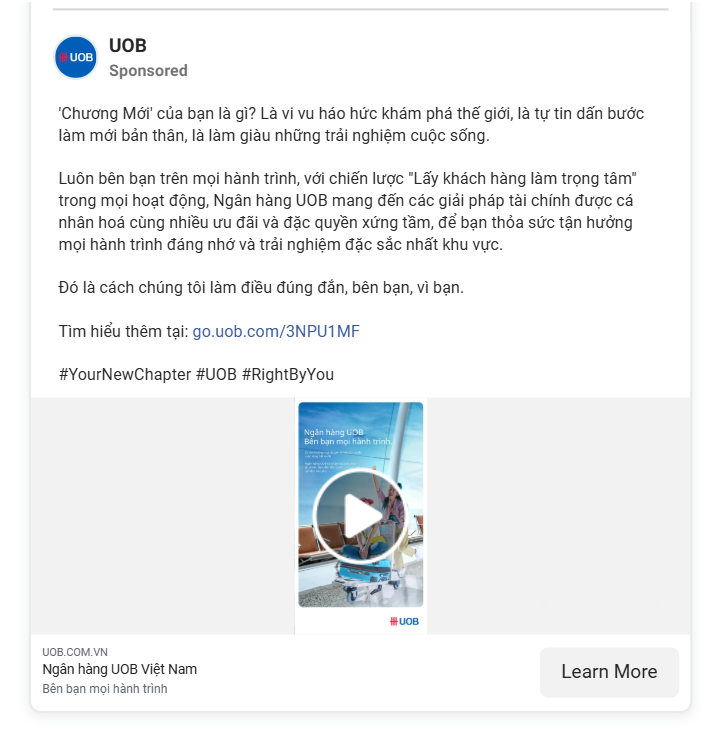 UOB
UOB
Sponsored
'Chương Mới' của bạn là gì? Là vi vu háo hức khám phá thế giới, là tự tin dấn bước
làm mới bản thân, là làm giàu những trải nghiệm cuộc sống.
Luôn bên bạn trên mọi hành trình, với chiến lược "Lấy khách hàng làm trọng tâm"
trong mọi hoạt động, Ngân hàng UOB mang đến các giải pháp tài chính được cá
nhân hoá cùng nhiều ưu đãi và đặc quyền xứng tầm, để bạn thỏa sức tận hưởng
mọi hành trình đáng nhớ và trải nghiệm đặc sắc nhất khu vực.
Đó là cách chúng tôi làm điều đúng đắn, bên bạn, vì bạn.
Tìm hiểu thêm tại: go.uob.com/3NPU1MF
#YourNewChapter #UOB #RightByYou
Ngân hàng UOB
Bên bạn mọi hành trình
UOB
UOB.COM.VN
Ngân hàng UOB Việt Nam
Bên bạn mọi hành trình
Learn More